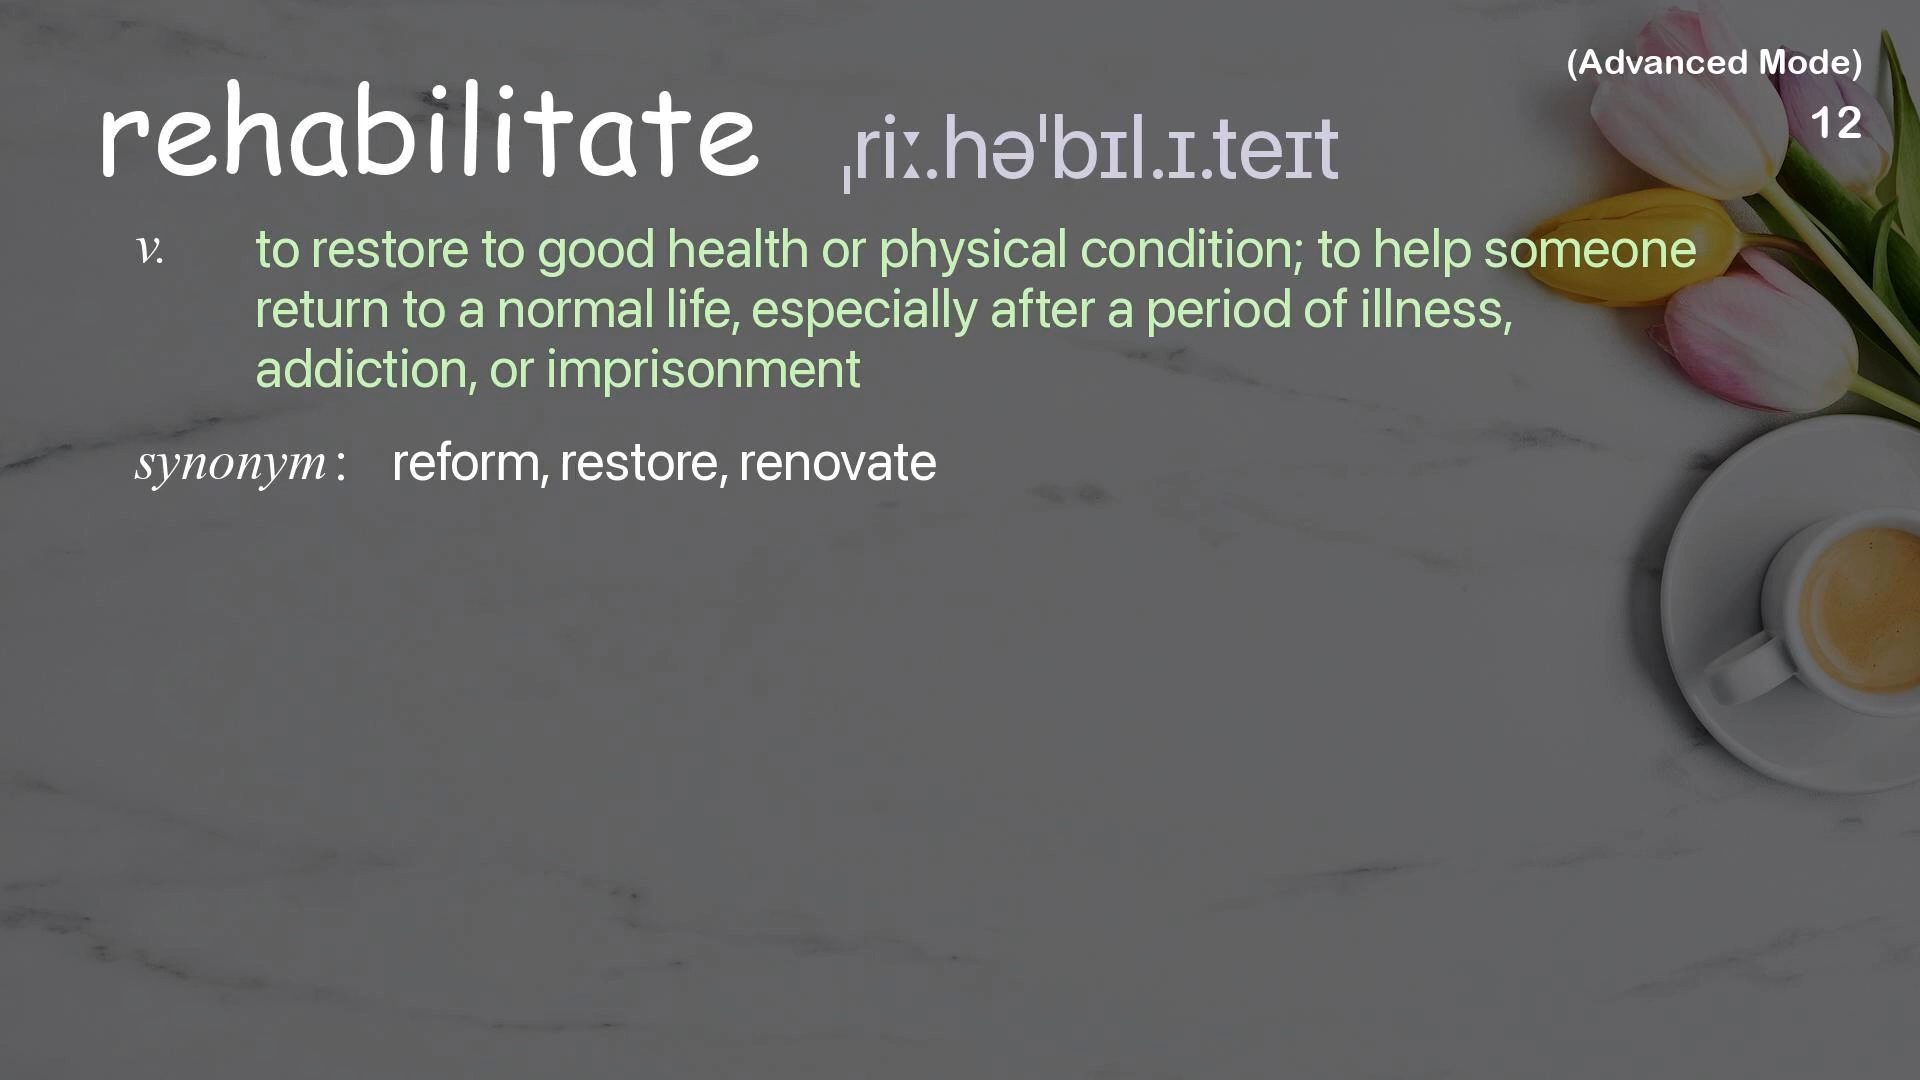 (Advanced Mode)
12
rehabilitate ˌriː.həˈbɪl.ɪ.teɪt
v. to restore to good health or physical condition; to help someone
return to a normal life, especially after a period of illness,
addiction, or imprisonment
synonym : reform, restore, renovate